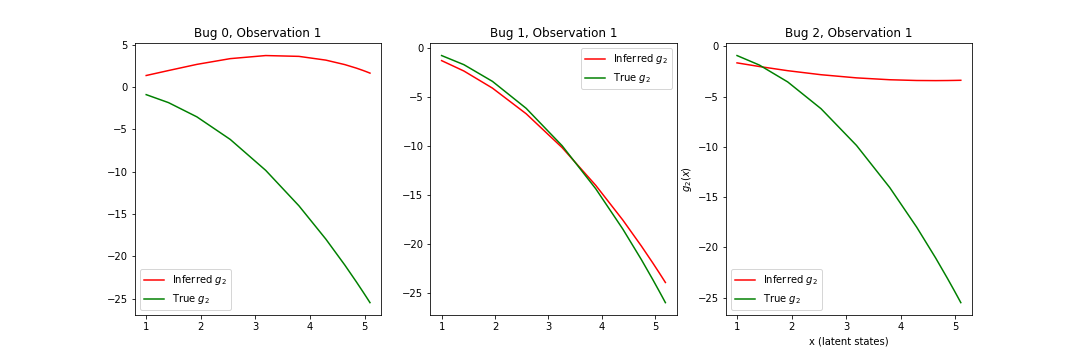 Bug 0, Observation 1
5
0
−5
−10
−15
−20
−25
Inferred g₂
True g₂
1 2 3 4 5
Bug 1, Observation 1
0
−5
−10
−15
−20
−25
Inferred g₂
True g₂
1 2 3 4 5
Bug 2, Observation 1
g₂(x)
0
−5
−10
−15
−20
−25
Inferred g₂
True g₂
1 2 3 4 5
x (latent states)